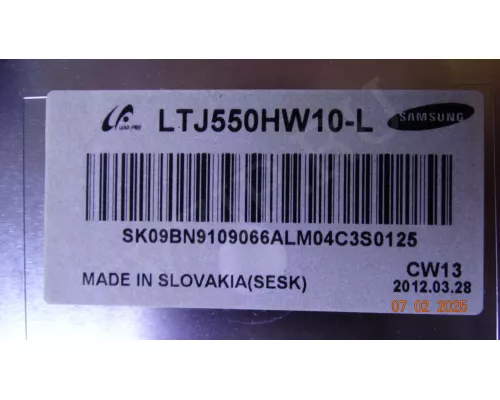 LTJ550HW10-L SAMSUNG
SK09BN9109066ALM04C3S0125
CW13
MADE IN SLOVAKIA(SESK) 2012.03.28
07 02 2025